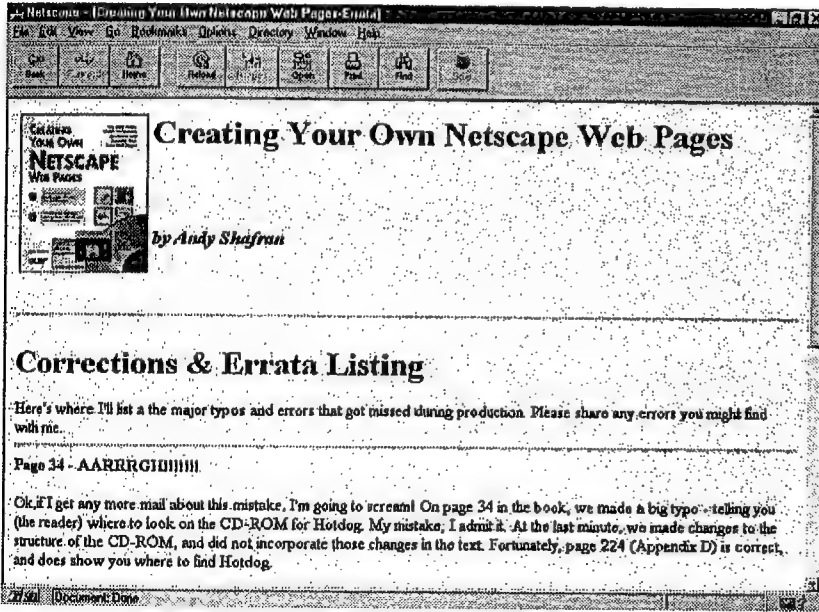 Netscape - [Creating Your Own Netscape Web Pages-Errata]
File Edit View Go Bookmarks Options Directory Window Help
Back Forward Home Reload Images Open Print Find Stop
CREATING
YOUR OWN
NETSCAPE
WEB PAGES
Creating Your Own Netscape Web Pages
by Andy Shafran
Corrections & Errata Listing
Here's where I'll list a the major typos and errors that got missed during production. Please share any errors you might find
with me.
Page 34 - AARRRGH!!!!!!!
Ok,if I get any more mail about this mistake, I'm going to scream! On page 34 in the book, we made a big typo - telling you
(the reader) where to look on the CD-ROM for Hotdog. My mistake, I admit it. At the last minute, we made changes to the
structure of the CD-ROM, and did not incorporate those changes in the text. Fortunately, page 224 (Appendix D) is correct,
and does show you where to find Hotdog.
Document: Done